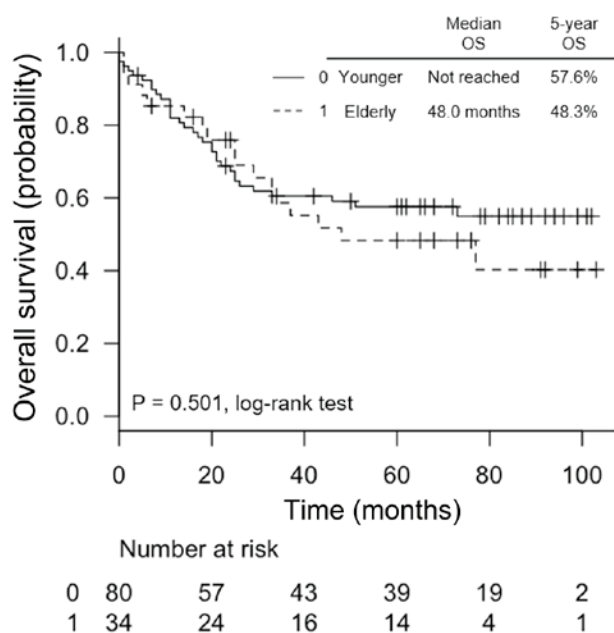 Median 5-year
OS OS
0 Younger Not reached 57.6%
1 Elderly 48.0 months 48.3%
Overall survival (probability)
1.0
0.8
0.6
0.4
0.2
0.0
P = 0.501, log-rank test
0 20 40 60 80 100
Time (months)
Number at risk
0 80 57 43 39 19 2
1 34 24 16 14 4 1